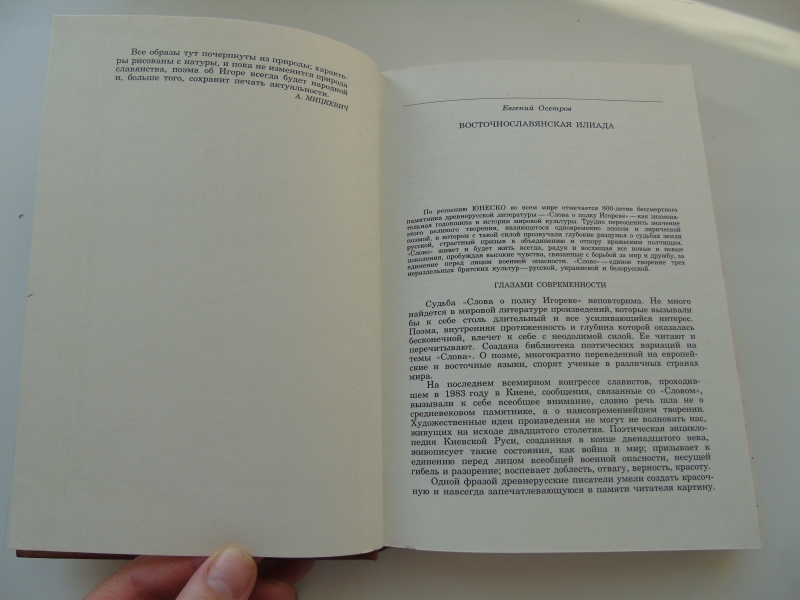 Все образы тут почерпнуты из природы; характе-
ры рисованы с натуры, и пока не изменится природа
славянства, поэма об Игоре всегда будет народной
и, больше того, сохранит печать актуальности.
А. МИЦКЕВИЧ
Евгений Осетров
ВОСТОЧНОСЛАВЯНСКАЯ ИЛИАДА
По решению ЮНЕСКО во всем мире отмечается 800-летие бессмертного
памятника древнерусской литературы — «Слова о полку Игореве» — как знамена-
тельная годовщина в истории мировой культуры. Трудно переоценить значение
этого великого творения, являющегося одновременно эпосом и лирической
поэмой, в котором с такой силой прозвучали глубокие раздумья о судьбах земли
русской, страстный призыв к объединению и отпору вражеским полчищам.
«Слово» живет и будет жить всегда, радуя и восхищая все новые и новые
поколения, пробуждая высокие чувства, связанные с борьбой за мир и дружбу, за
единение перед лицом военной опасности. «Слово» — единое творение трех
нераздельных братских культур — русской, украинской и белорусской.
ГЛАЗАМИ СОВРЕМЕННОСТИ
Судьба «Слова о полку Игореве» неповторима. Не много
найдется в мировой литературе произведений, которые вызывали
бы к себе столь длительный и все усиливающийся интерес.
Поэма, внутренняя протяженность и глубина которой оказалась
бесконечной, влечет к себе с неодолимой силой. Ее читают и
перечитывают. Создана библиотека поэтических вариаций на
темы «Слова». О поэме, многократно переведенной на европей-
ские и восточные языки, спорят ученые в различных странах
мира.
На последнем всемирном конгрессе славистов, проходив-
шем в 1983 году в Киеве, сообщения, связанные со «Словом»,
вызывали к себе всеобщее внимание, словно речь шла не о
средневековом памятнике, а о наисовременнейшем творении.
Художественные идеи произведения не могут не волновать нас,
живущих на исходе двадцатого столетия. Поэтическая энцикло-
педия Киевской Руси, созданная в конце двенадцатого века,
живописует такие состояния, как война и мир; призывает к
единению перед лицом всеобщей военной опасности, несущей
гибель и разорение; воспевает доблесть, отвагу, верность, красоту.
Одной фразой древнерусские писатели умели создать красоч-
ную и навсегда запечатлевающуюся в памяти читателя картину.